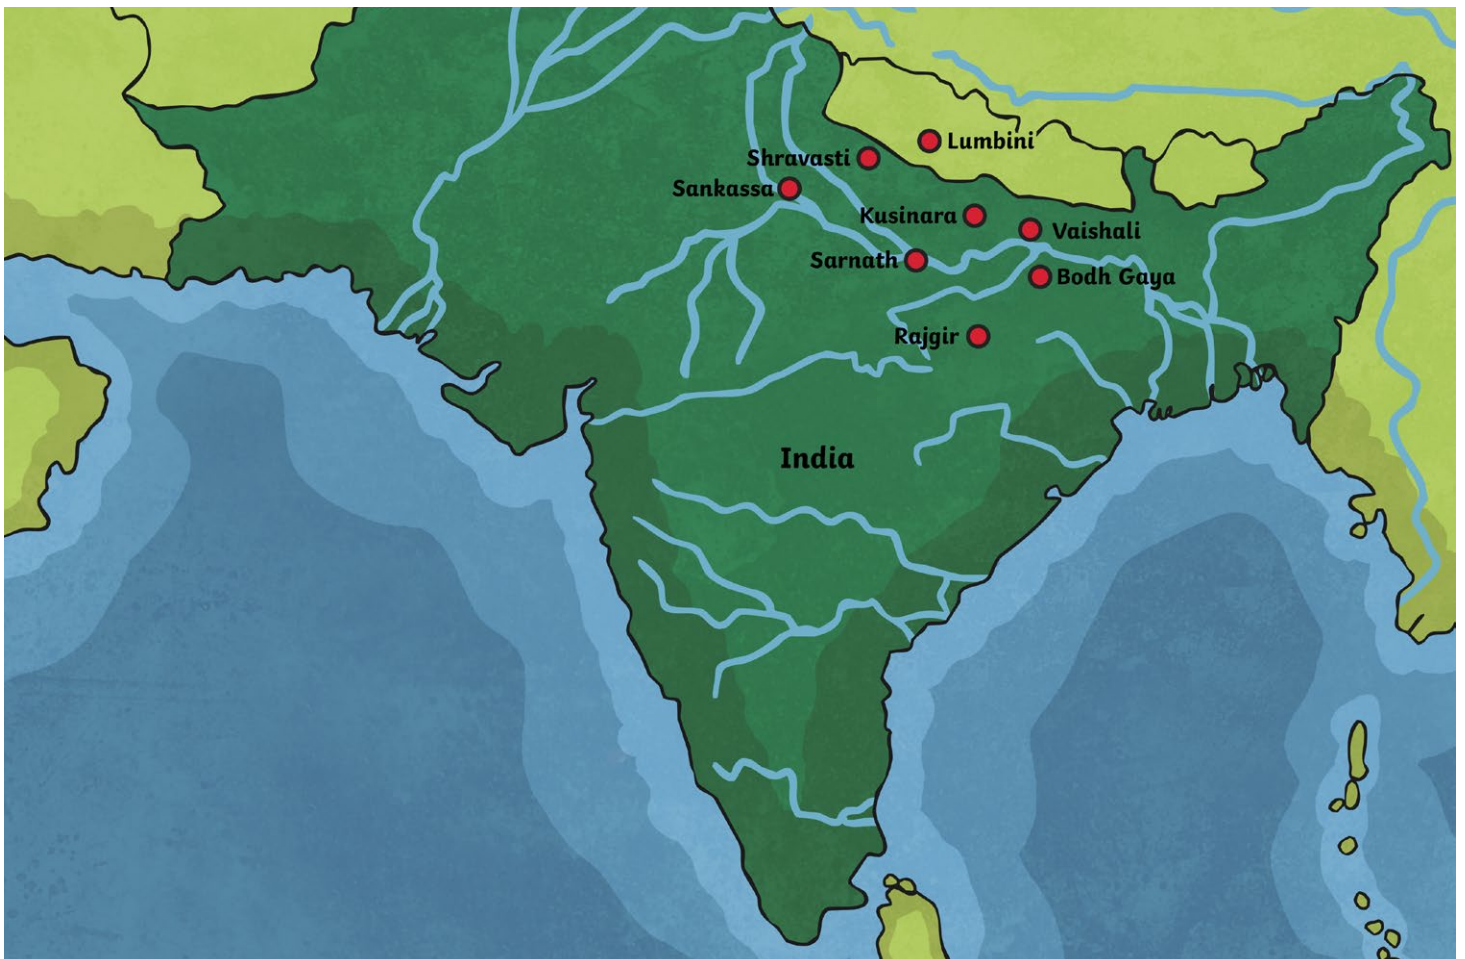 Lumbini
Shravasti
Sankassa
Kusinara
Vaishali
Sarnath
Bodh Gaya
Rajgir
India